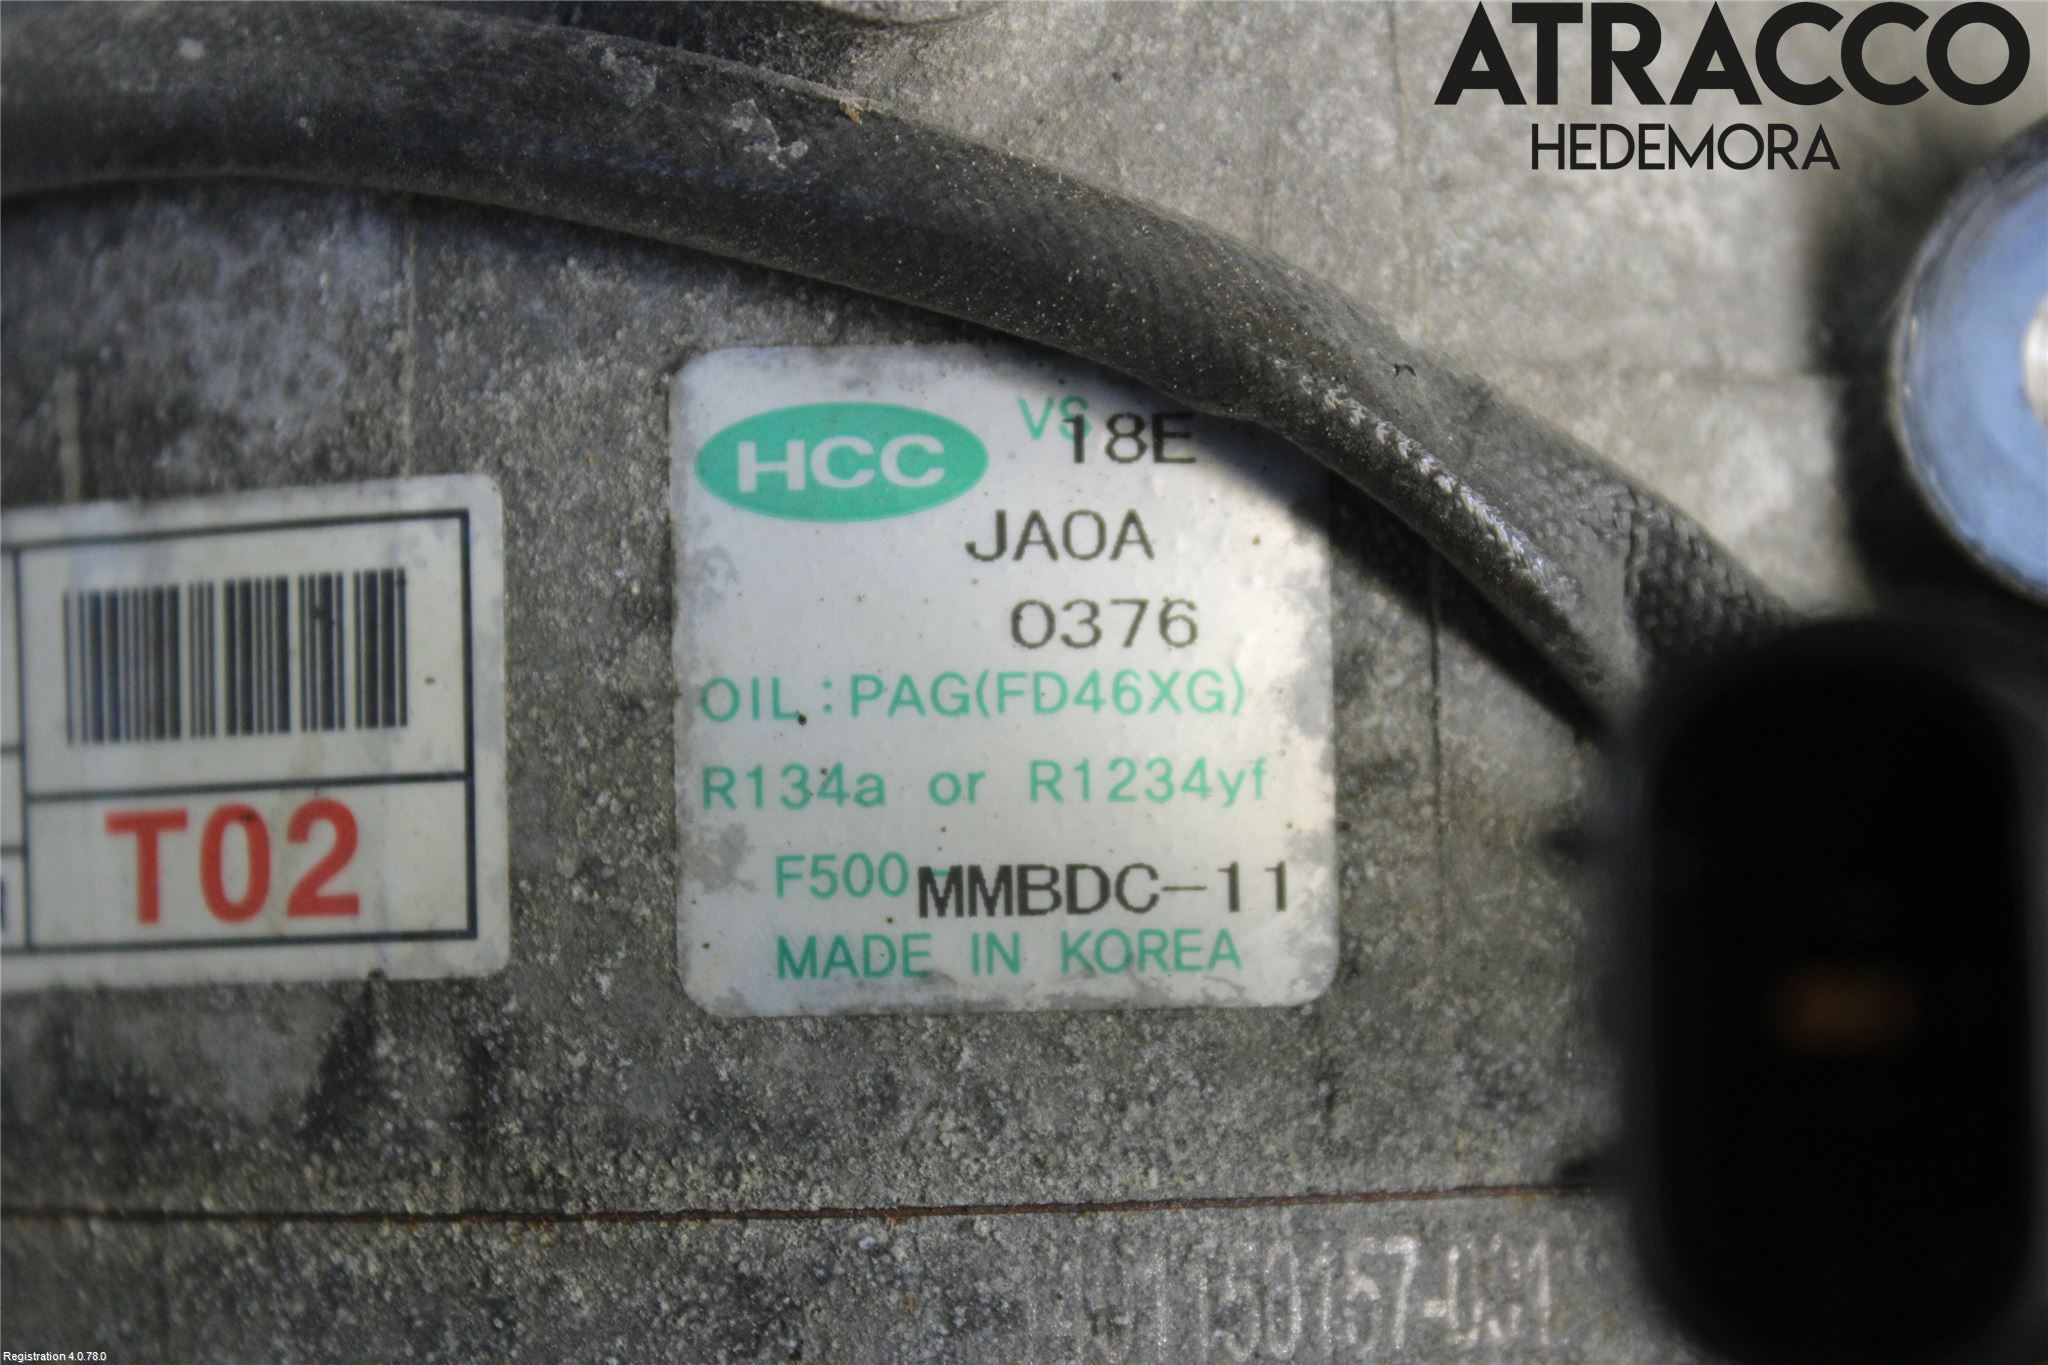 ATRACCO
HEDEMORA
HCC
VS 18E
JA0A
0376
OIL:PAG(FD46XG)
R134a or R1234yf
F500-MMBDC-11
MADE IN KOREA
T02
Registration 4.0.78.0